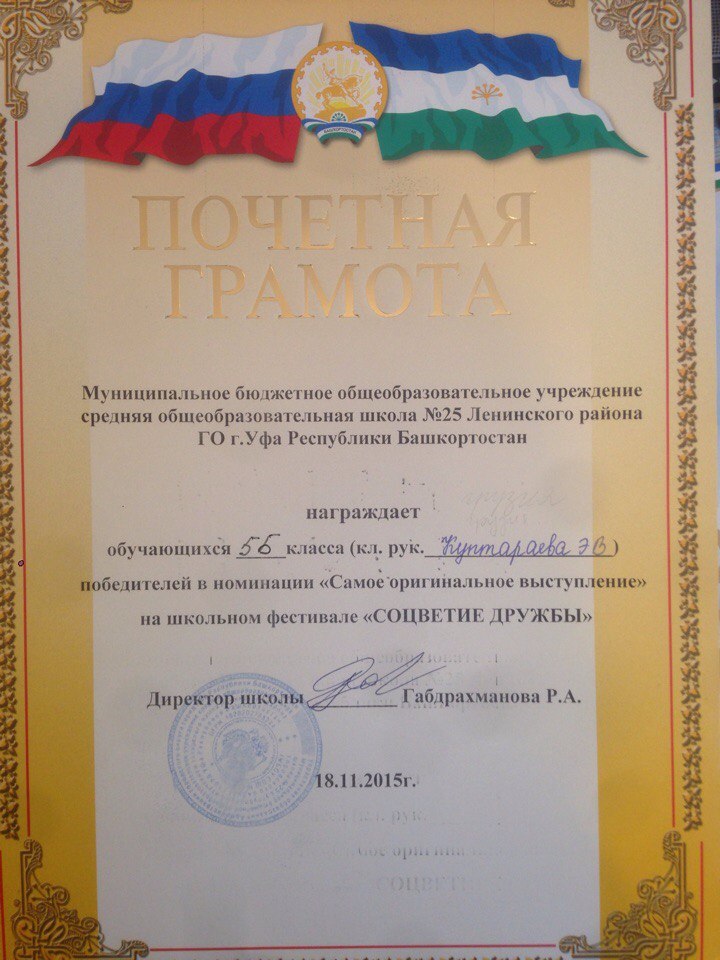 БАШКОРТОСТАН
ПОЧЕТНАЯ
ГРАМОТА
Муниципальное бюджетное общеобразовательное учреждение
средняя общеобразовательная школа №25 Ленинского района
ГО г.Уфа Республики Башкортостан
награждает
обучающихся 5Б класса (кл. рук. Куптараева Э В)
победителей в номинации «Самое оригинальное выступление»
на школьном фестивале «СОЦВЕТИЕ ДРУЖБЫ»
Директор школы Габдрахманова Р.А.
18.11.2015г.